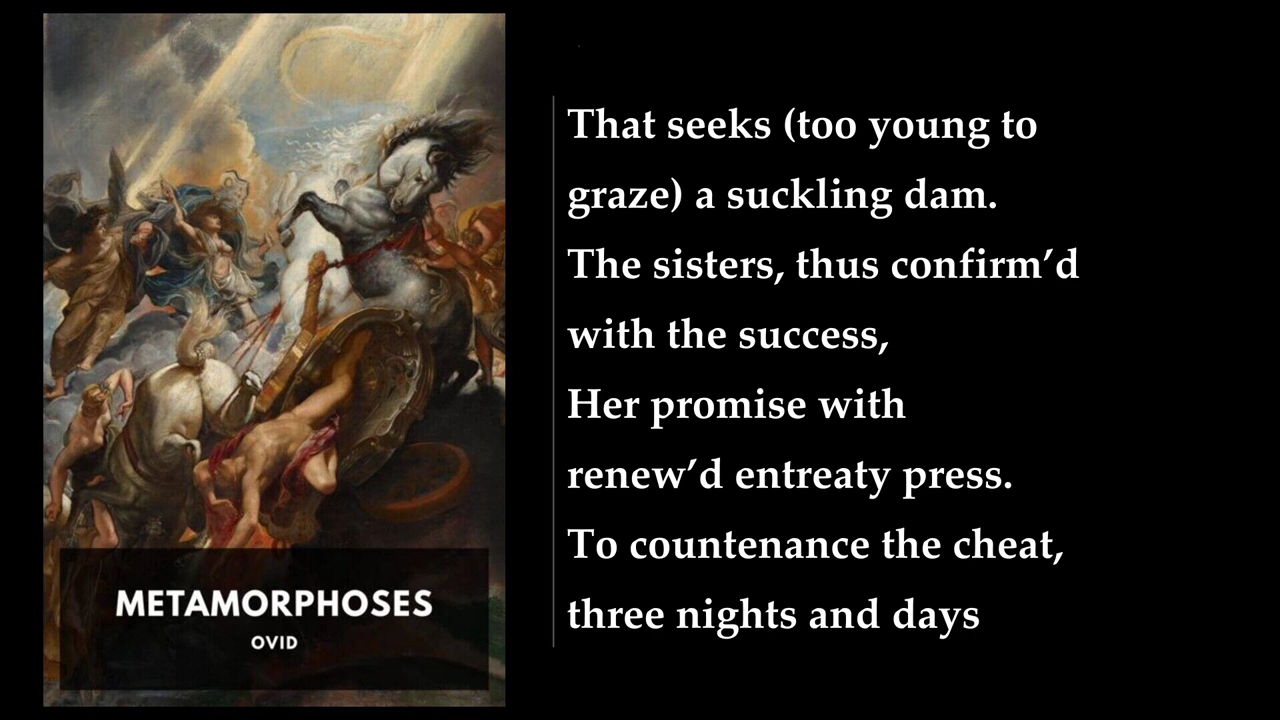 METAMORPHOSES
OVID
That seeks (too young to
graze) a suckling dam.
The sisters, thus confirm’d
with the success,
Her promise with
renew’d entreaty press.
To countenance the cheat,
three nights and days